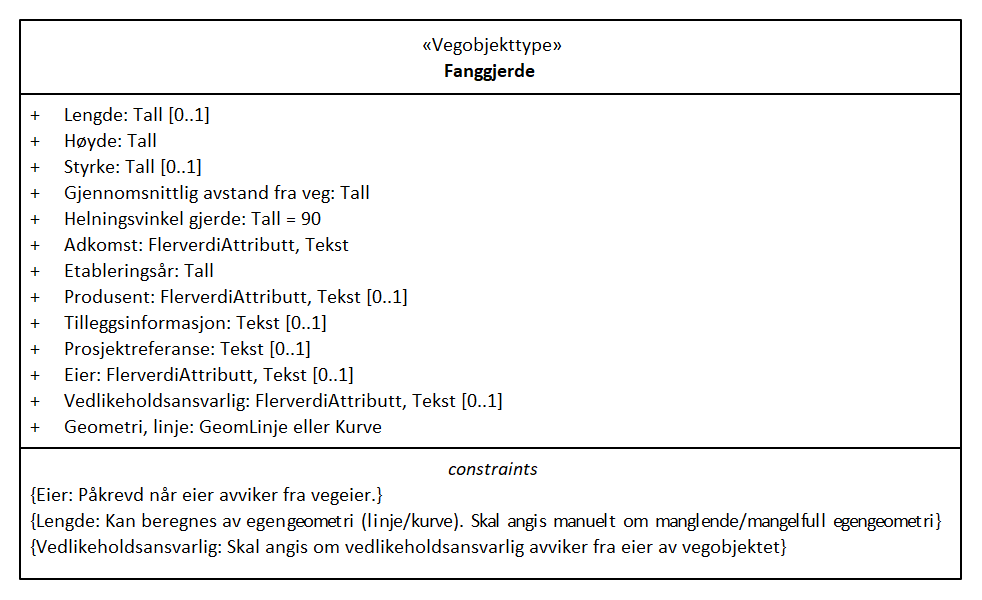 «Vegobjekttype»
Fanggjerde
+ Lengde: Tall [0..1]
+ Høyde: Tall
+ Styrke: Tall [0..1]
+ Gjennomsnittlig avstand fra veg: Tall
+ Helningsvinkel gjerde: Tall = 90
+ Adkomst: FlerverdiAttributt, Tekst
+ Etableringsår: Tall
+ Produsent: FlerverdiAttributt, Tekst [0..1]
+ Tilleggsinformasjon: Tekst [0..1]
+ Prosjektreferanse: Tekst [0..1]
+ Eier: FlerverdiAttributt, Tekst [0..1]
+ Vedlikeholdsansvarlig: FlerverdiAttributt, Tekst [0..1]
+ Geometri, linje: GeomLinje eller Kurve
constraints
{Eier: Påkrevd når eier avviker fra vegeier.}
{Lengde: Kan beregnes av egengeometri (linje/kurve). Skal angis manuelt om manglende/mangelfull egengeometri}
{Vedlikeholdsansvarlig: Skal angis om vedlikeholdsansvarlig avviker fra eier av vegobjektet}